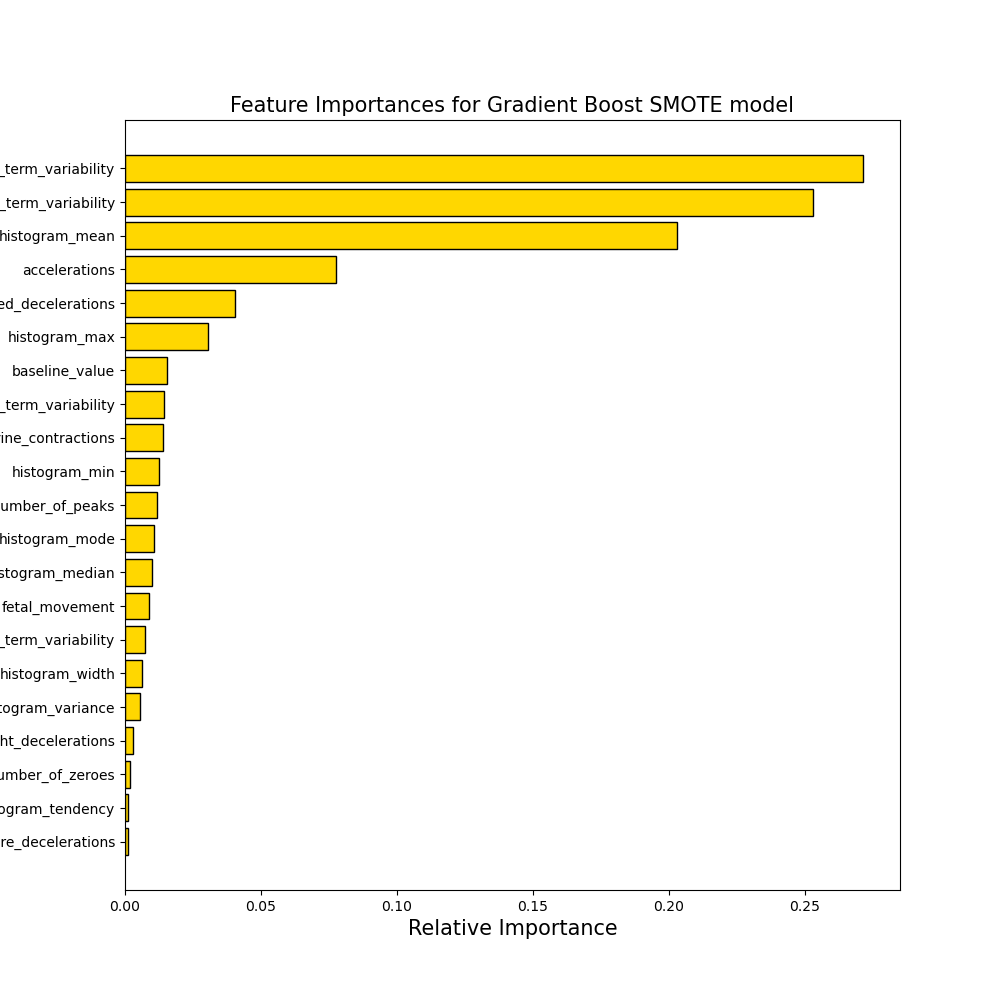 Feature Importances for Gradient Boost SMOTE model
_term_variability
_term_variability
histogram_mean
accelerations
ed_decelerations
histogram_max
baseline_value
_term_variability
rine_contractions
histogram_min
umber_of_peaks
histogram_mode
stogram_median
fetal_movement
_term_variability
histogram_width
togram_variance
ht_decelerations
umber_of_zeroes
ogram_tendency
re_decelerations
0.00 0.05 0.10 0.15 0.20 0.25
Relative Importance